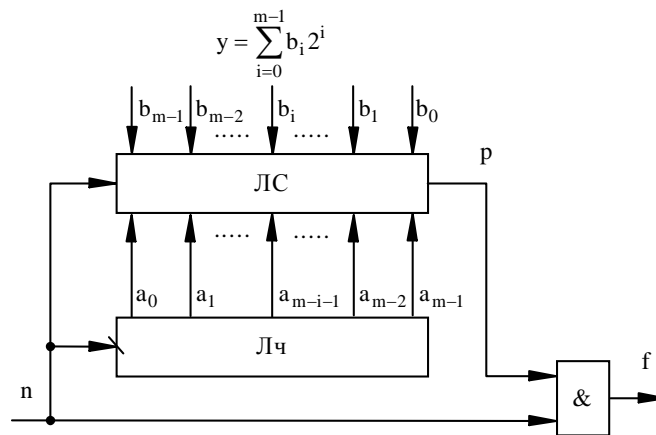 y = \sum_{i=0}^{m-1} b_i 2^i
b_{m-1} b_{m-2} b_i b_1 b_0
..... .....
p
ЛС
..... .....
a_0 a_1 a_{m-i-1} a_{m-2} a_{m-1}
Лч
f
n
&